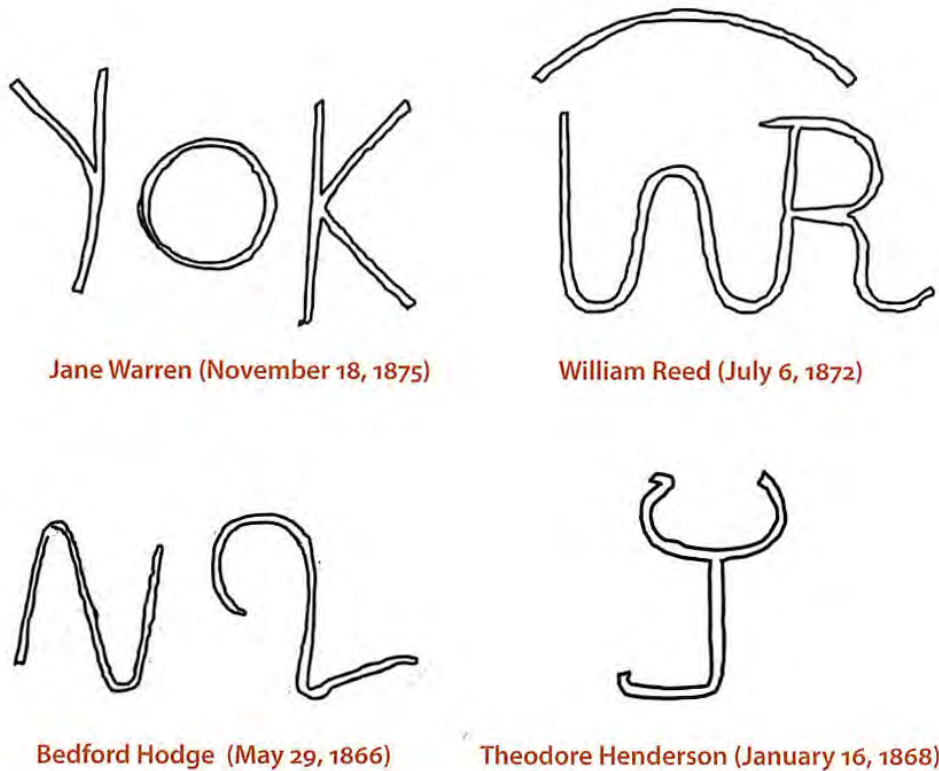 YOK
WR
Jane Warren (November 18, 1875)
William Reed (July 6, 1872)
N2
Bedford Hodge (May 29, 1866)
Theodore Henderson (January 16, 1868)